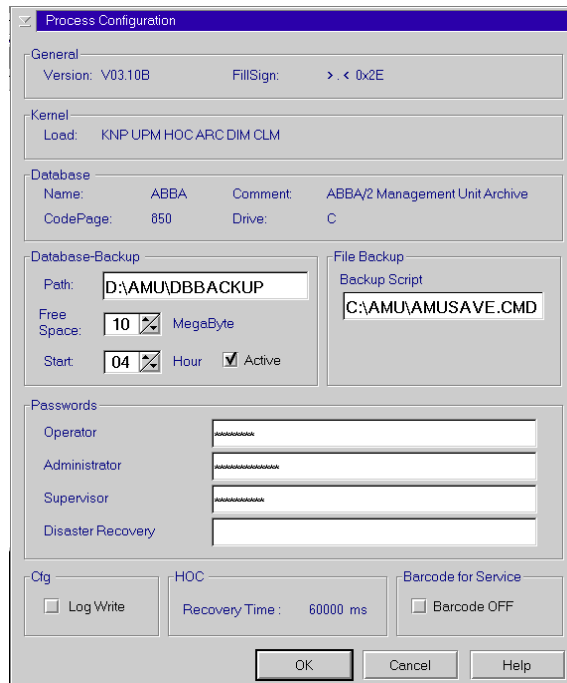 Process Configuration
General
Version: V03.10B FillSign: > . < 0x2E
Kernel
Load: KNP UPM HOC ARC DIM CLM
Database
Name: ABBA Comment: ABBA/2 Management Unit Archive
CodePage: 850 Drive: C
Database-Backup
Path: D:\AMU\DBBACKUP
Free Space: 10 MegaByte
Start: 04 Hour Active
File Backup
Backup Script
C:\AMU\AMUSAVE.CMD
Passwords
Operator ********
Administrator *************
Supervisor **********
Disaster Recovery
Cfg
Log Write
HOC
Recovery Time : 60000 ms
Barcode for Service
Barcode OFF
OK Cancel Help